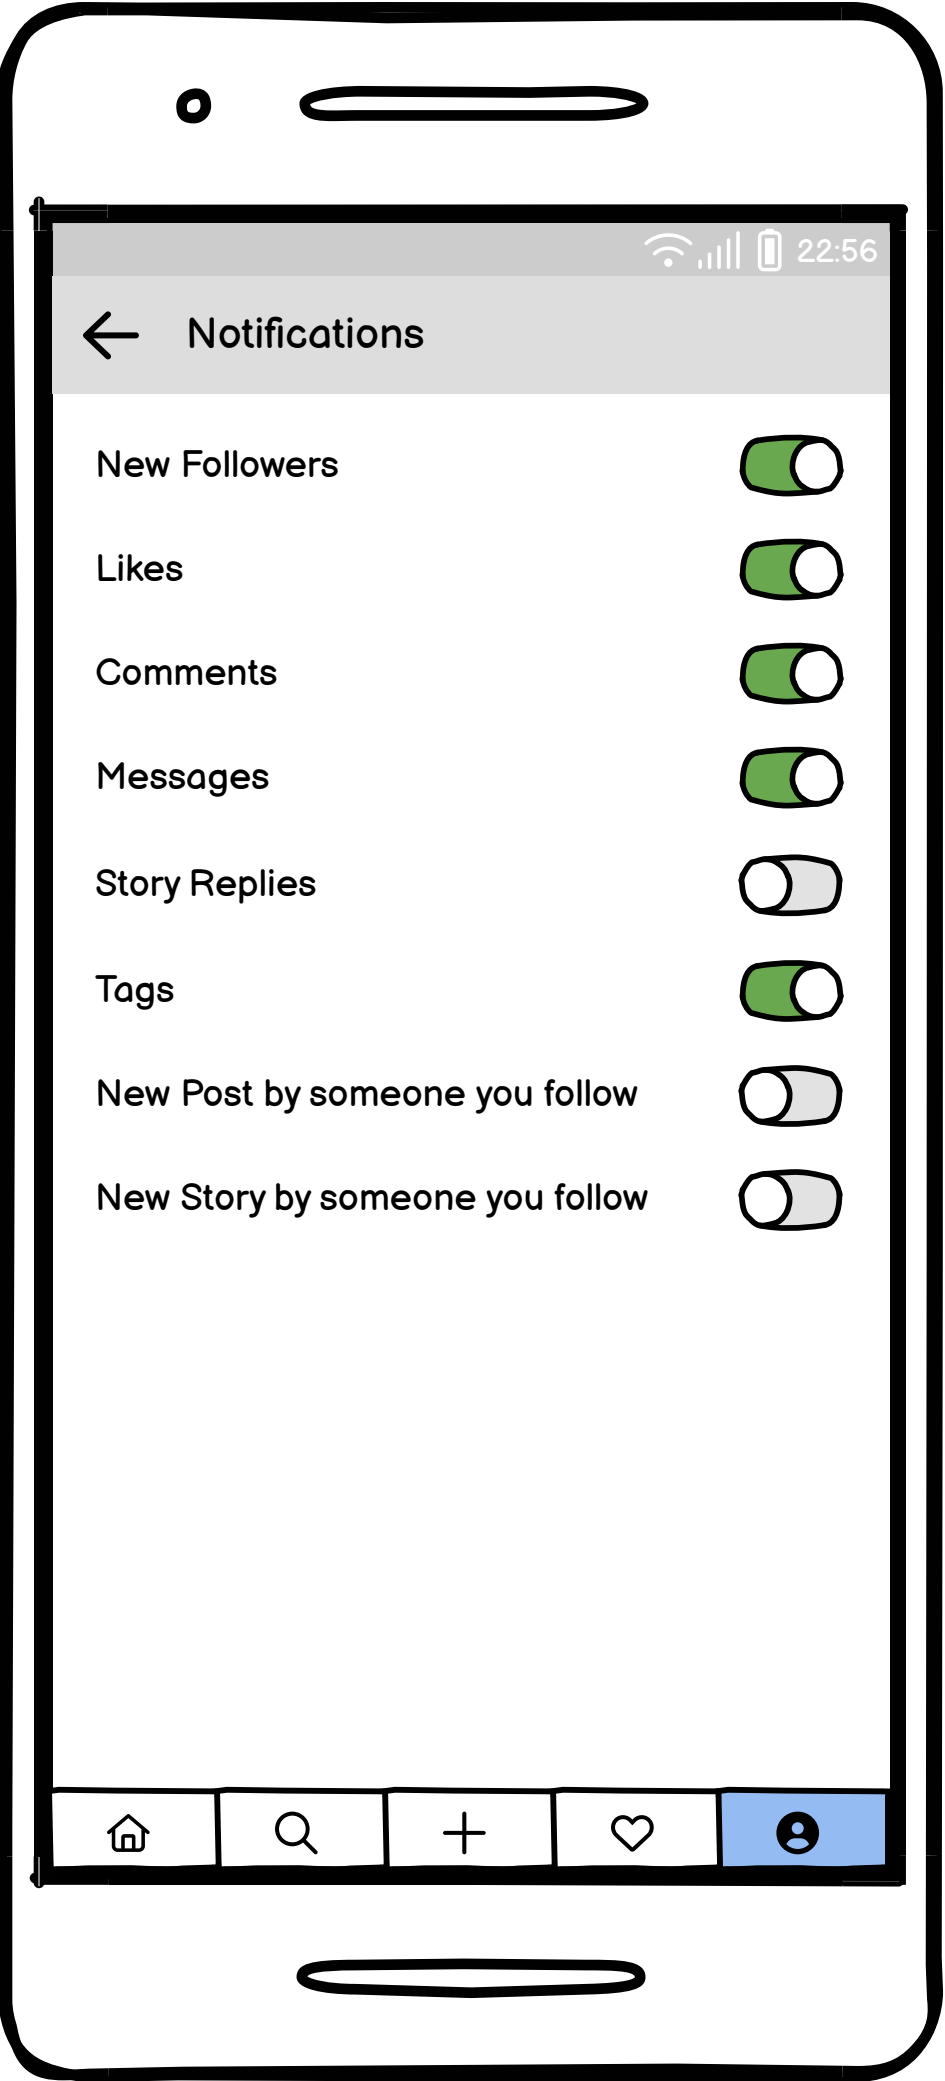 22:56
Notifications
New Followers
Likes
Comments
Messages
Story Replies
Tags
New Post by someone you follow
New Story by someone you follow